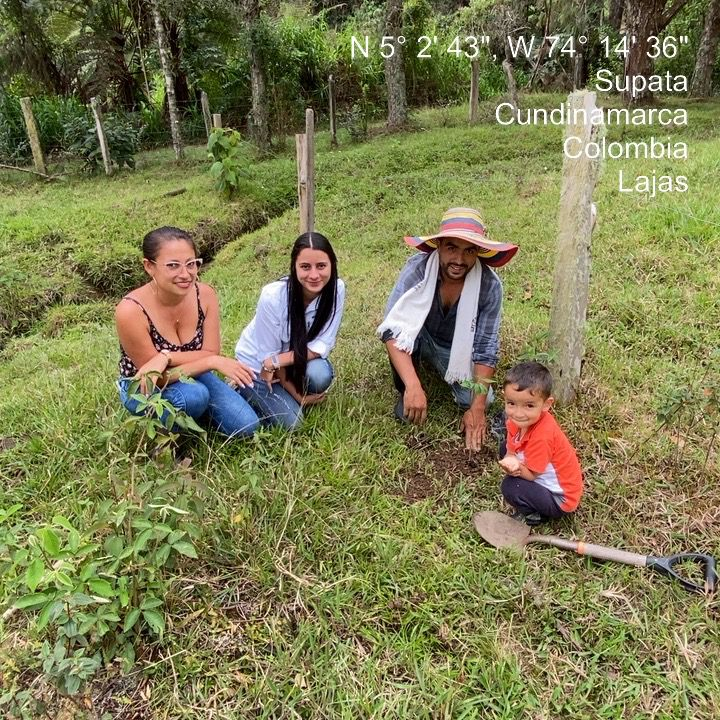 N 5° 2' 43", W 74° 14' 36"
Supata
Cundinamarca
Colombia
Lajas